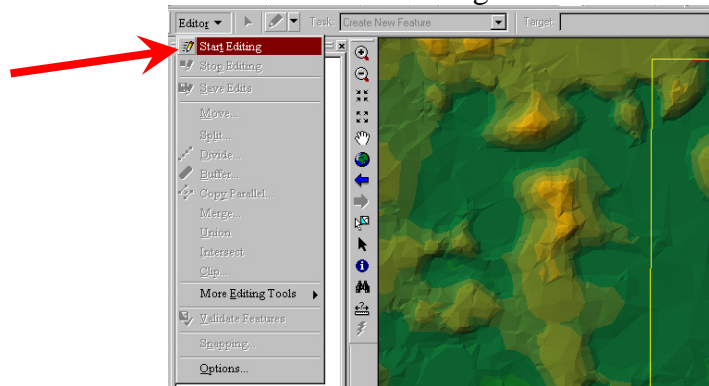 Editor Task: Create New Feature Target:
Start Editing
Stop Editing
Save Edits
Move...
Split...
Divide...
Buffer...
Copy Parallel...
Merge...
Union
Intersect
Clip...
More Editing Tools
Validate Features
Snapping...
Options...